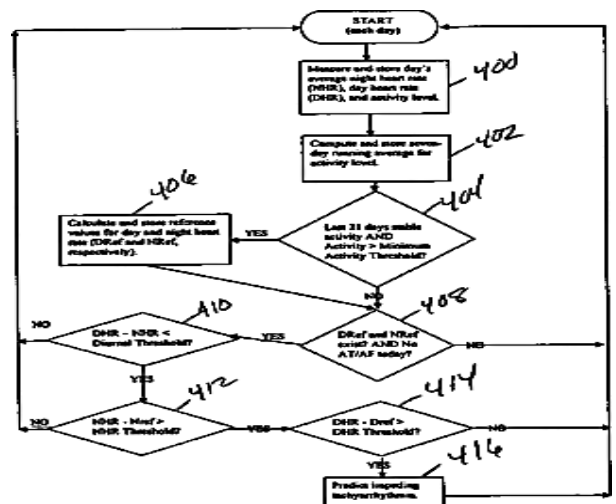 START
(each day)
400
Measure and store day's
average night heart rate
(NHR), day heart rate
(DHR), and activity level.
402
Compute and store seven-
day running average for
activity level.
404
Last 21 days stable
activity AND
Activity > Minimum
Activity Threshold?
YES
406
Calculate and store reference
values for day and night heart
rate (DRef and NRef,
respectively).
NO
408
DRef and NRef
exist? AND No
AT/AF today?
NO
YES
410
DHR - NHR <
Diurnal Threshold?
NO
YES
412
NHR - Nref >
NHR Threshold?
NO
YES
414
DHR - Dref >
DHR Threshold?
NO
YES
416
Predict impeding
tachyarrhythmia.